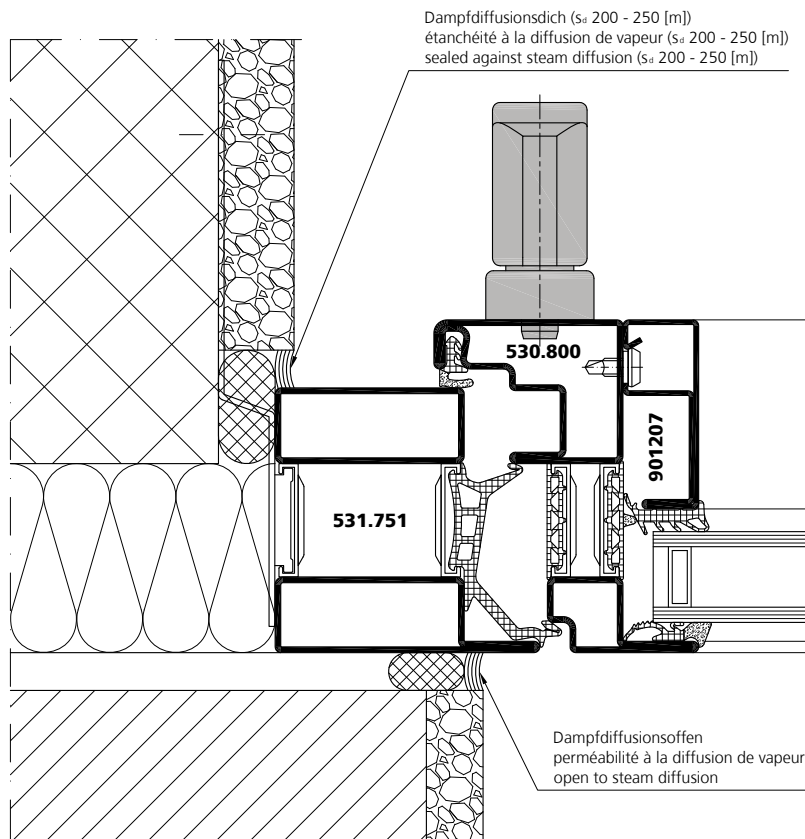 Dampfdiffusionsdich (sd 200 - 250 [m])
étanchéité à la diffusion de vapeur (sd 200 - 250 [m])
sealed against steam diffusion (sd 200 - 250 [m])
530.800
901207
531.751
Dampfdiffusionsoffen
perméabilité à la diffusion de vapeur
open to steam diffusion